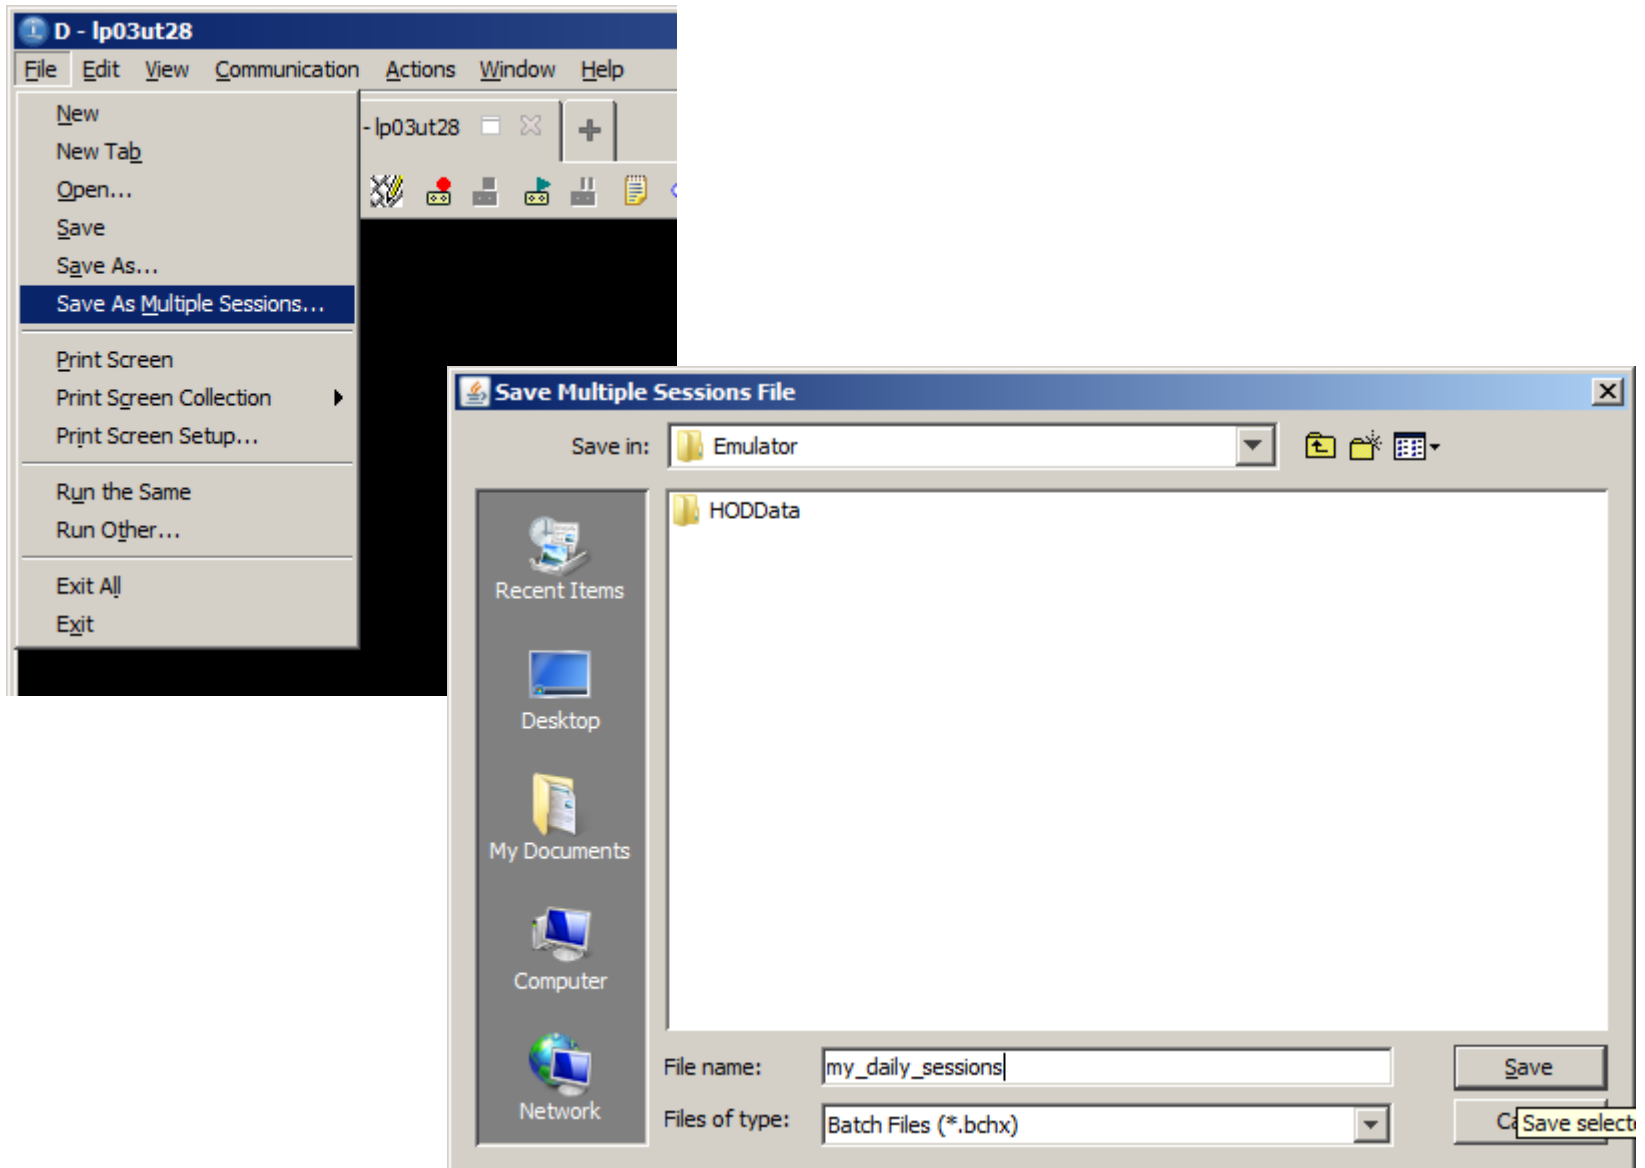 D - lp03ut28
File Edit View Communication Actions Window Help
New
New Tab
Open...
Save
Save As...
Save As Multiple Sessions...
Print Screen
Print Screen Collection
Print Screen Setup...
Run the Same
Run Other...
Exit All
Exit
- lp03ut28
Save Multiple Sessions File
Save in: Emulator
HODData
Recent Items
Desktop
My Documents
Computer
Network
File name: my_daily_sessions Save
Files of type: Batch Files (*.bchx)
Save